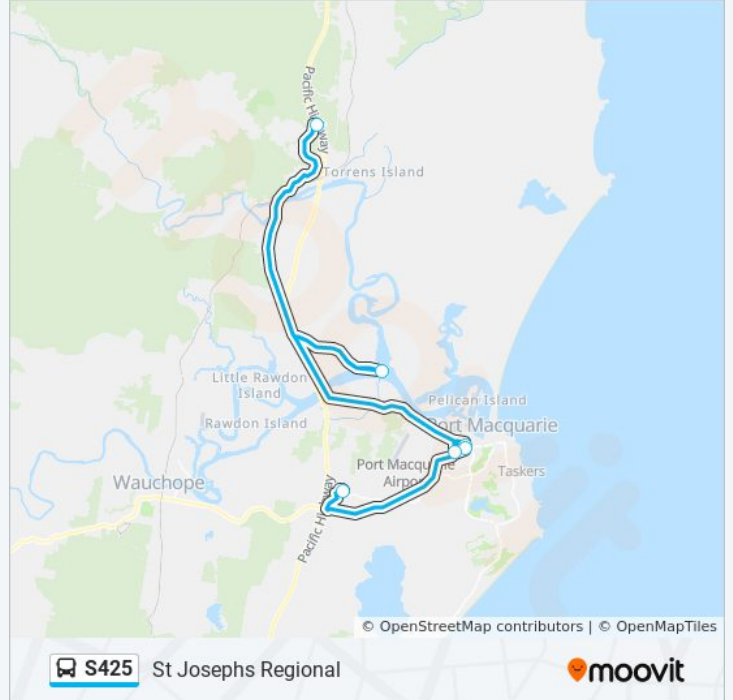 Pacific Highway
Torrens Island
Little Rawdon
Island
Pelican Island
Rawdon Island
Port Macquarie
Port Macquarie
Airport
Taskers
Wauchope
Pacific Highway
© OpenStreetMap contributors | © OpenMapTiles
S425 St Josephs Regional
moovit